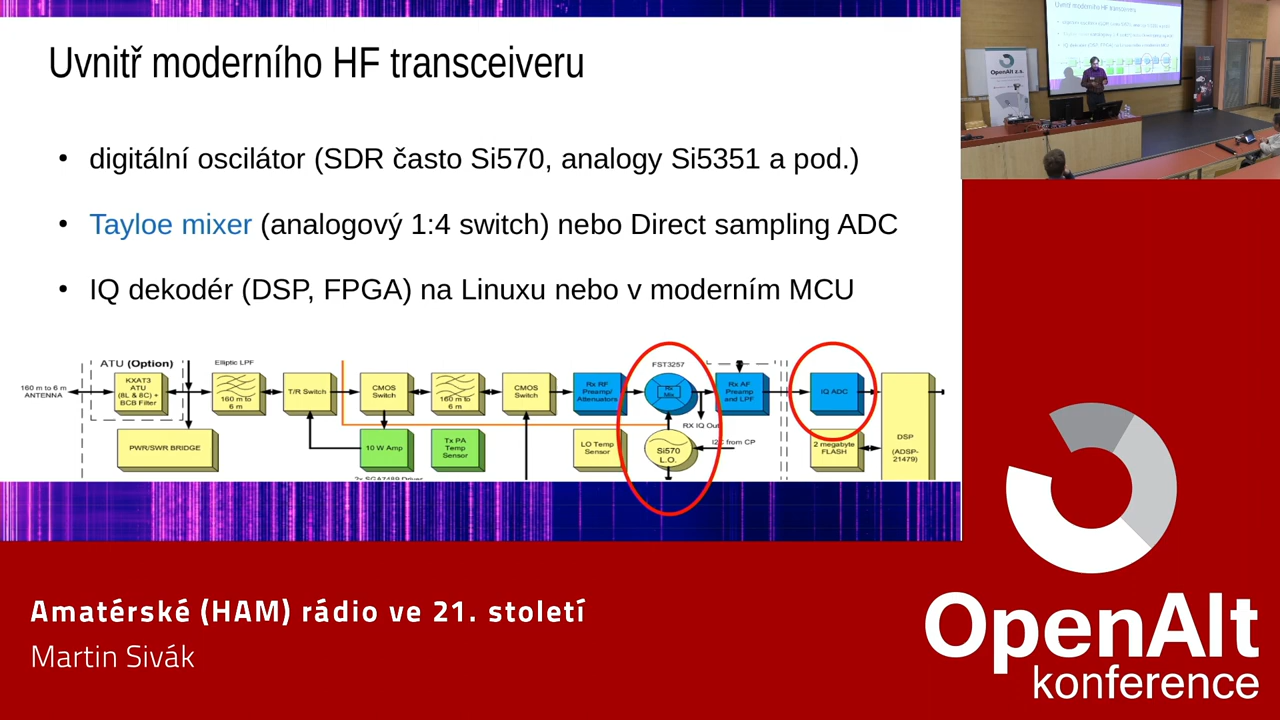 Uvnitř moderního HF transceiveru
• digitální oscilátor (SDR často Si570, analogy Si5351 a pod.)
• Tayloe mixer (analogový 1:4 switch) nebo Direct sampling ADC
• IQ dekodér (DSP, FPGA) na Linuxu nebo v moderním MCU
ATU (Option)
Elliptic LPF
FST3257
160 m to 6 m
ANTENNA
KXAT3
ATU
(8L & 8C) +
BCB Filter
160 m to
6 m
T/R Switch
CMOS
Switch
160 m to
6 m
CMOS
Switch
Rx RF
Preamp/
Attenuators
Rx
Mix
Rx AF
Preamp
and LPF
IQ ADC
RX IQ Out
PWR/SWR BRIDGE
10 W Amp
Tx PA
Temp
Sensor
LO Temp
Sensor
Si570
L.O.
I2C from CP
2 megabyte
FLASH
DSP
(ADSP-
21479)
2x SGA7489 Driver
OpenAlt z.s.
Amatérské (HAM) rádio ve 21. století
Martin Sivák
OpenAlt
konference